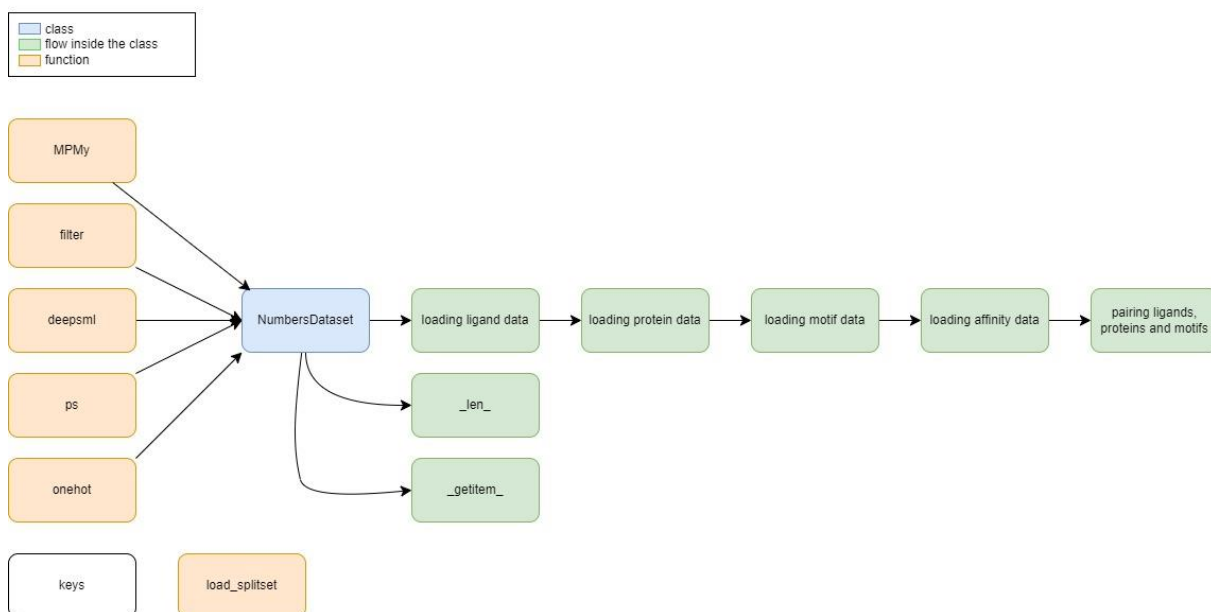 class
flow inside the class
function
MPMy
filter
deepsml
ps
onehot
NumbersDataset
loading ligand data
loading protein data
loading motif data
loading affinity data
pairing ligands,
proteins and motifs
_len_
_getitem_
keys
load_splitset